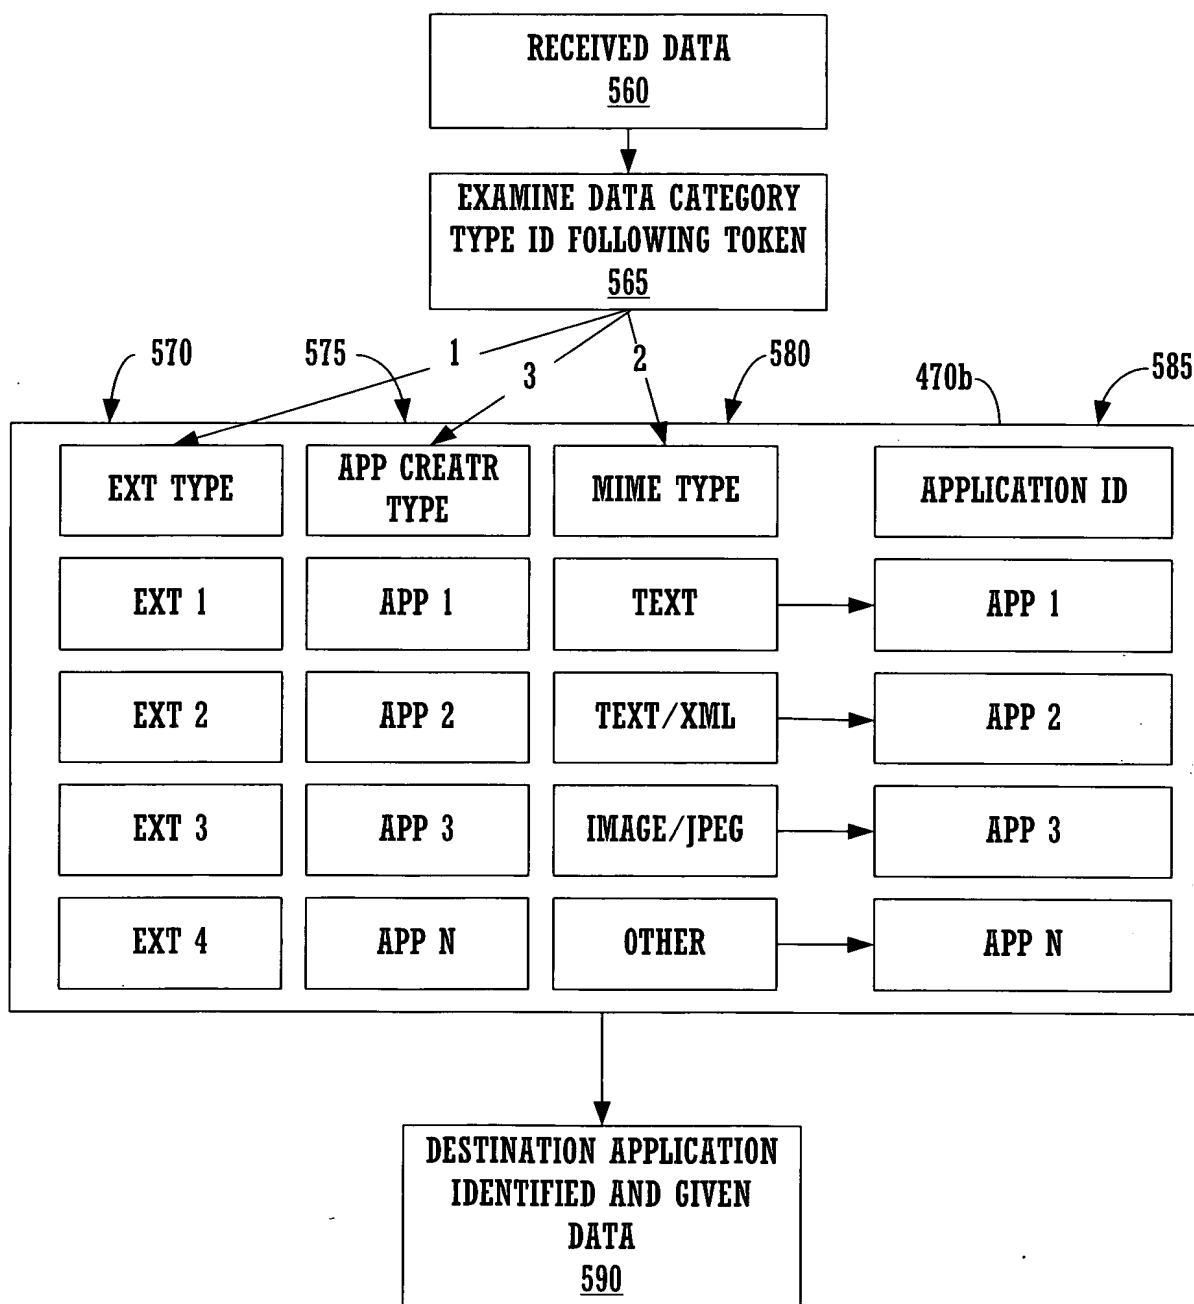 RECEIVED DATA
560
EXAMINE DATA CATEGORY
TYPE ID FOLLOWING TOKEN
565
570
575
1
3
2
580
470b
585
EXT TYPE
APP CREATR
TYPE
MIME TYPE
APPLICATION ID
EXT 1
APP 1
TEXT
APP 1
EXT 2
APP 2
TEXT/XML
APP 2
EXT 3
APP 3
IMAGE/JPEG
APP 3
EXT 4
APP N
OTHER
APP N
DESTINATION APPLICATION
IDENTIFIED AND GIVEN
DATA
590